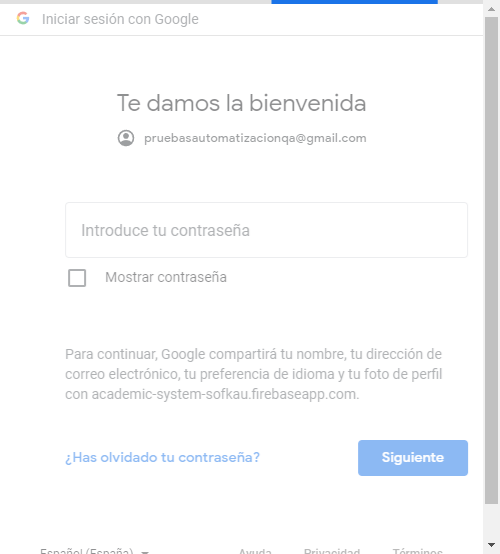 Iniciar sesión con Google
Te damos la bienvenida
pruebasautomatizacionqa@gmail.com
Introduce tu contraseña
Mostrar contraseña
Para continuar, Google compartirá tu nombre, tu dirección de
correo electrónico, tu preferencia de idioma y tu foto de perfil
con academic-system-sofkau.firebaseapp.com.
¿Has olvidado tu contraseña? Siguiente
Español (España) Ayuda Privacidad Términos